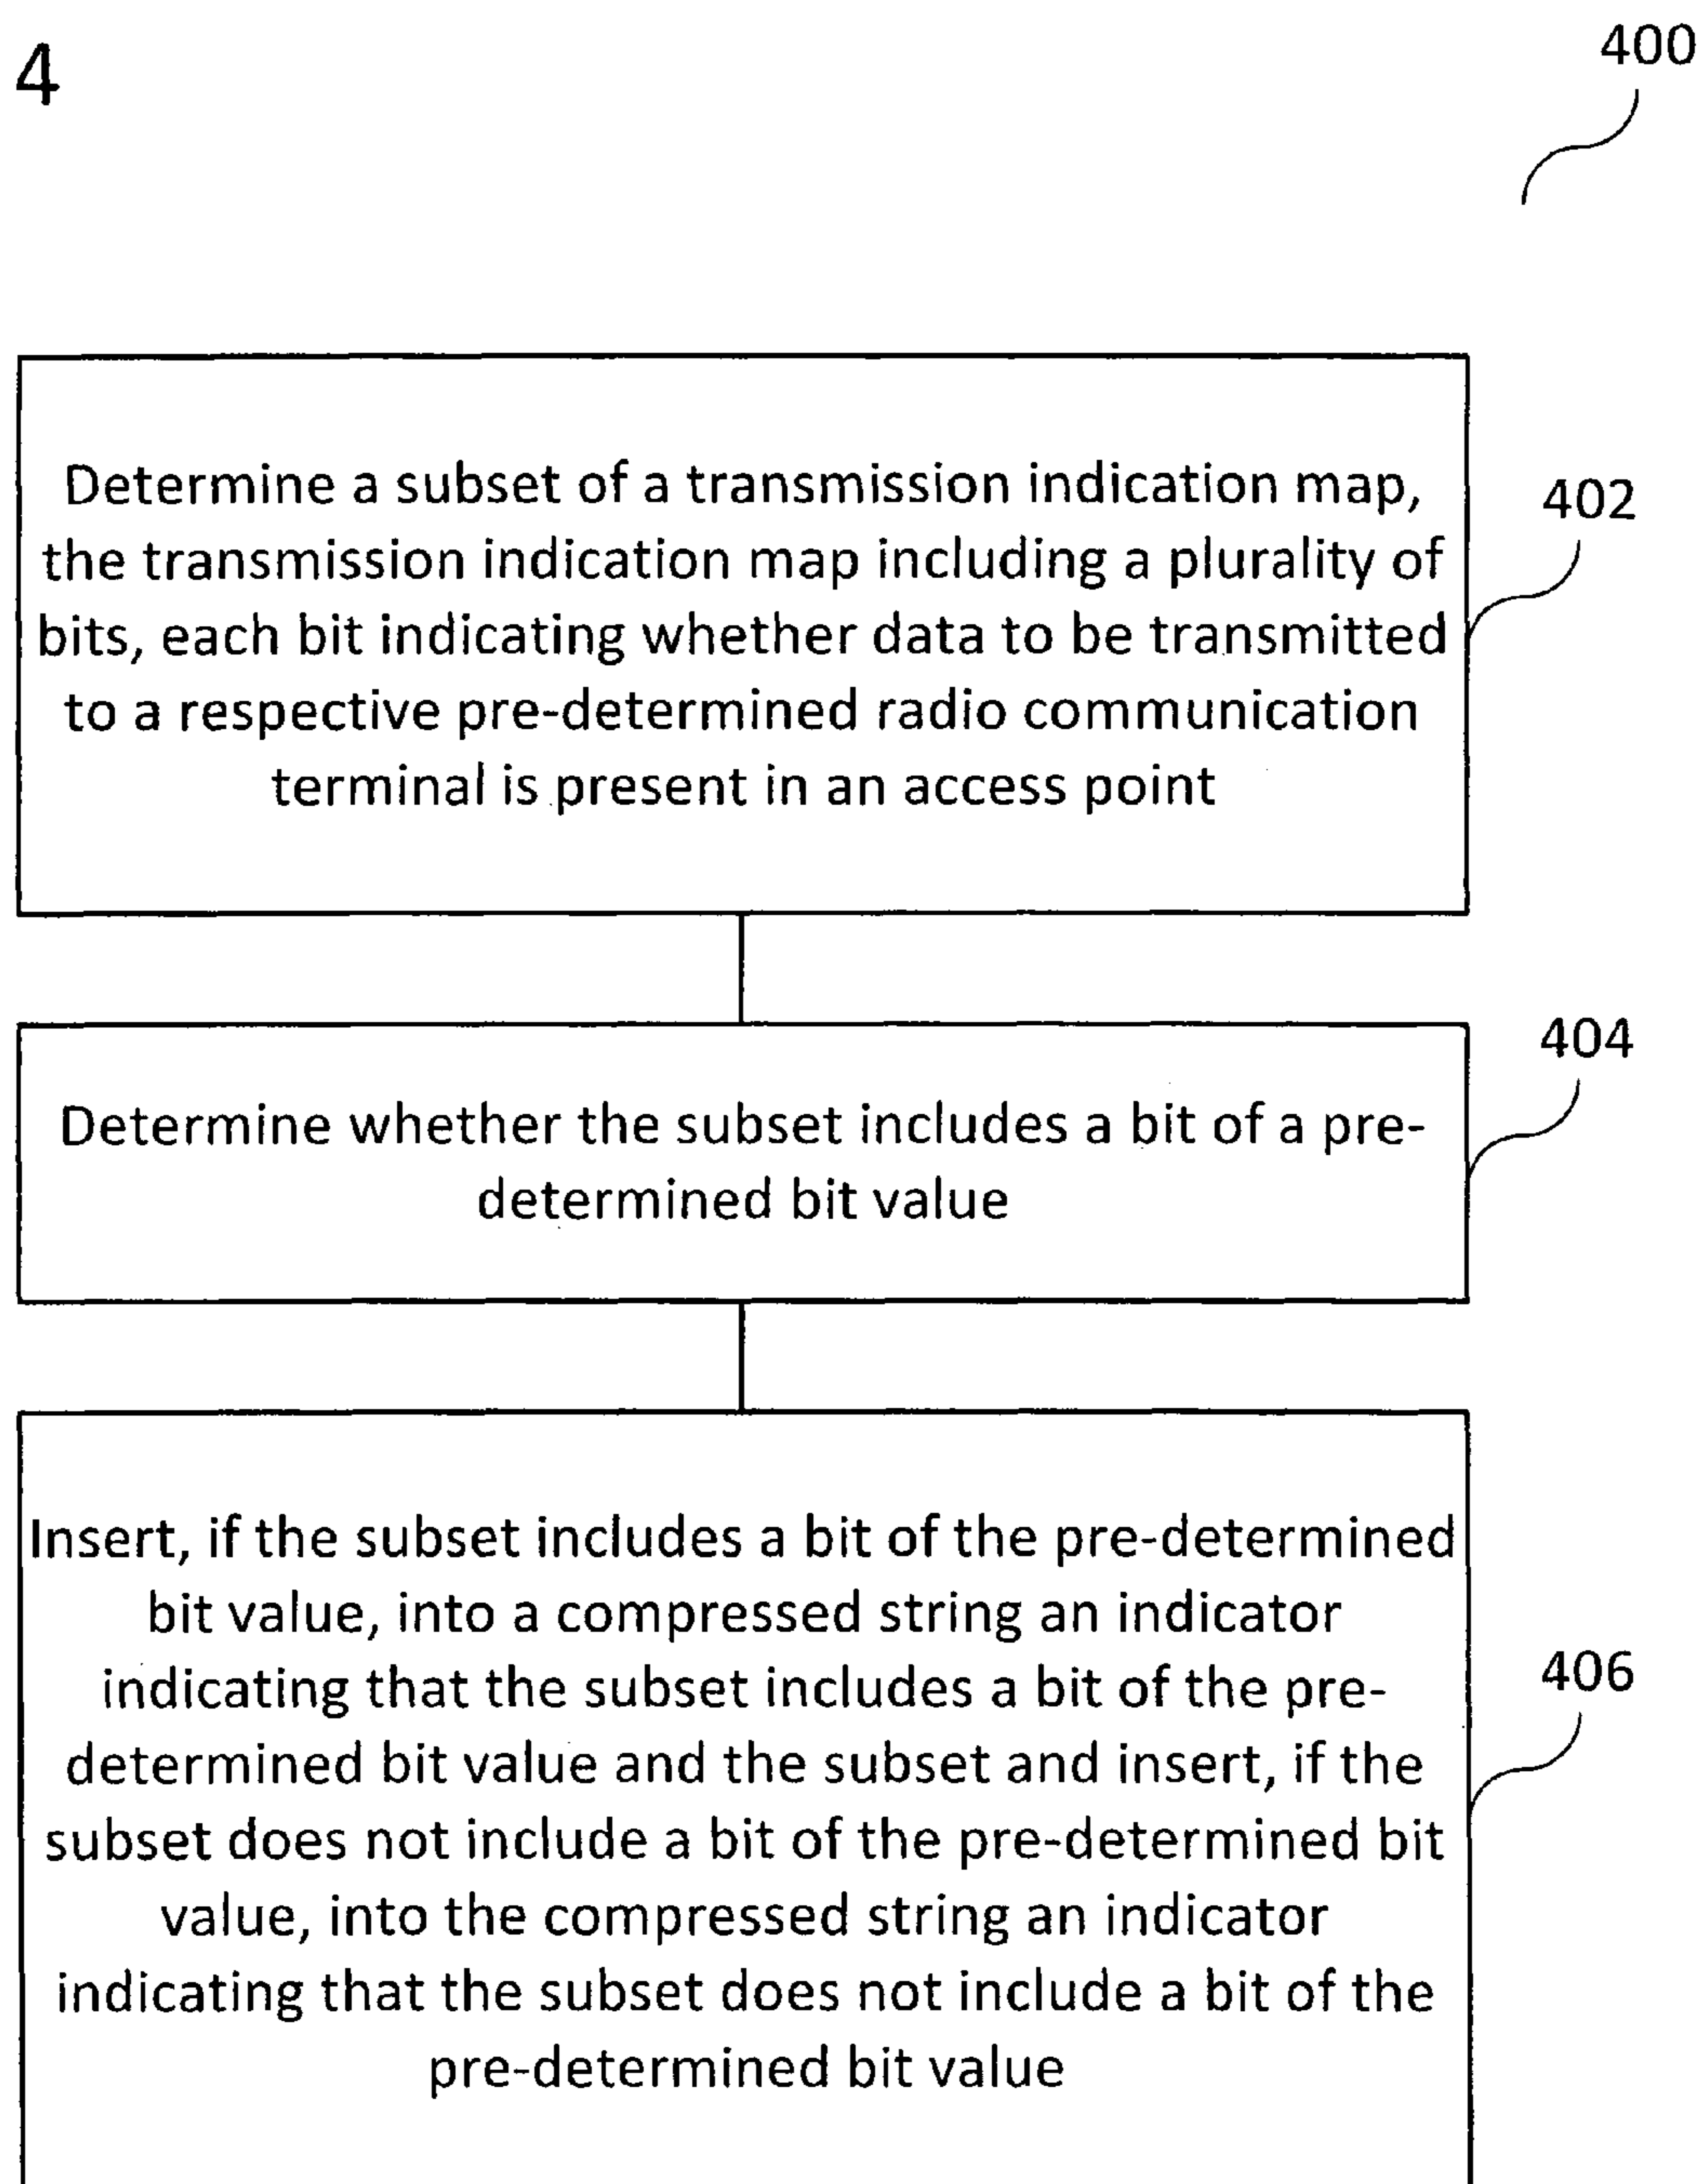 4
400
Determine a subset of a transmission indication map,
the transmission indication map including a plurality of
bits, each bit indicating whether data to be transmitted
to a respective pre-determined radio communication
terminal is present in an access point
402
Determine whether the subset includes a bit of a pre-
determined bit value
404
Insert, if the subset includes a bit of the pre-determined
bit value, into a compressed string an indicator
indicating that the subset includes a bit of the pre-
determined bit value and the subset and insert, if the
subset does not include a bit of the pre-determined bit
value, into the compressed string an indicator
indicating that the subset does not include a bit of the
pre-determined bit value
406